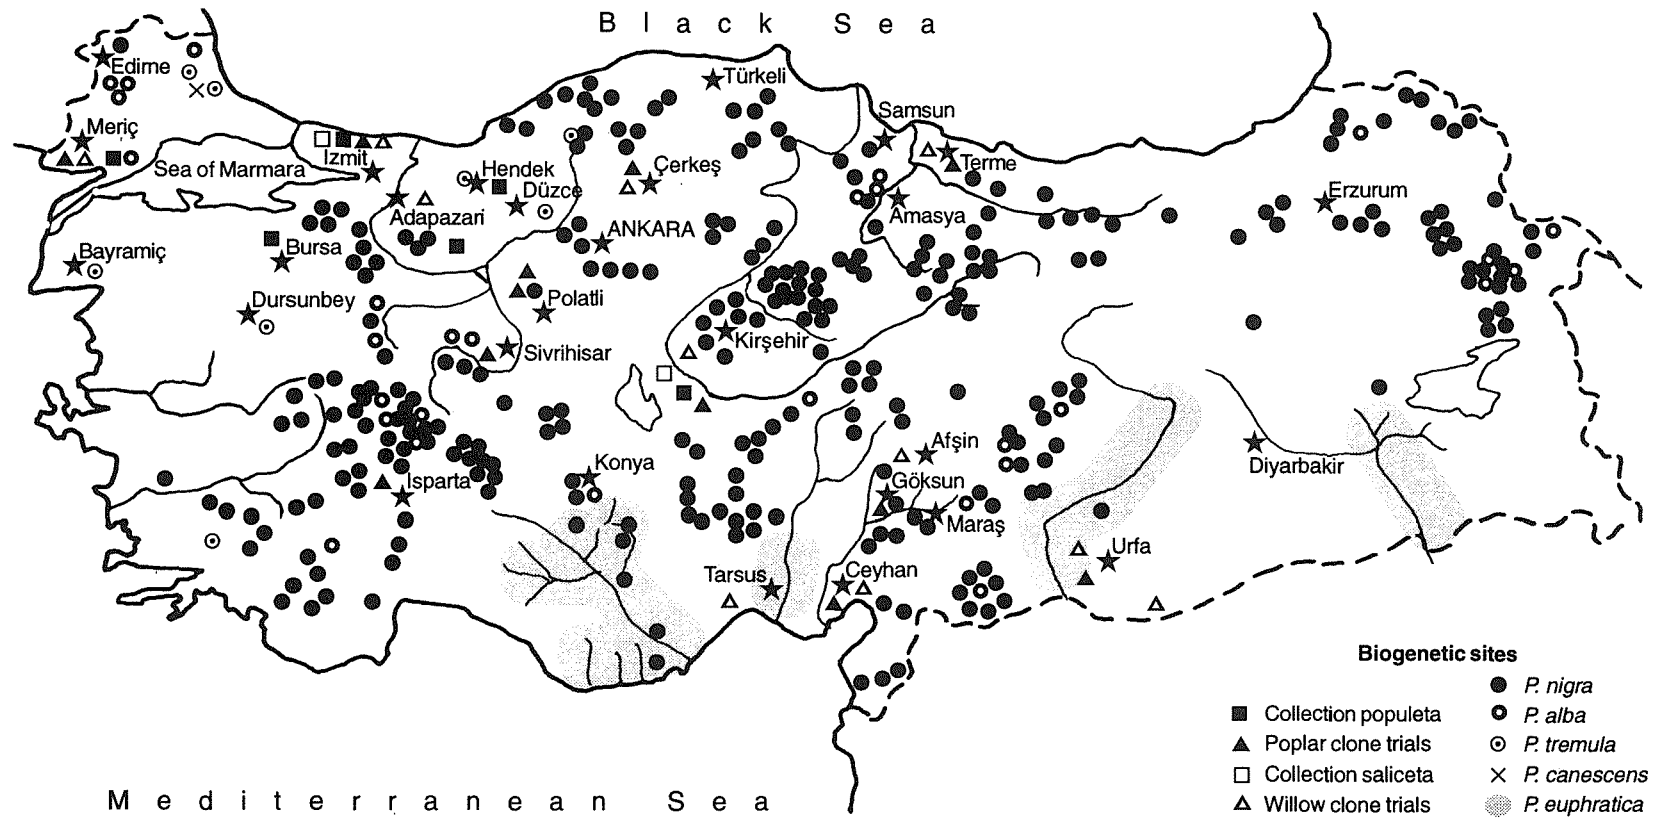 Black Sea
Türkeli
Edirne
Samsun
Meriç
Izmit
Sea of Marmara
Hendek
Çerkeş
Terme
Düzce
Erzurum
Adapazari
Amasya
ANKARA
Bursa
Bayramiç
Dursunbey
Polatli
Kirşehir
Sivrihisar
Afşin
Konya
Diyarbakir
Isparta
Göksun
Maraş
Urfa
Tarsus
Ceyhan
Biogenetic sites
P. nigra
Collection populeta
P. alba
Poplar clone trials
P. tremula
Collection saliceta
P. canescens
Willow clone trials
P. euphratica
Mediterranean Sea